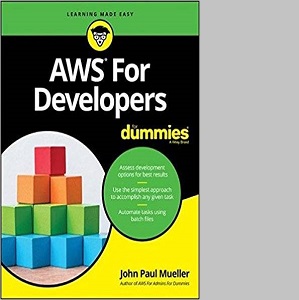 LEARNING MADE EASY
AWS® For
Developers
for
dummies®
A Wiley Brand
Assess development
options for best results
Use the simplest approach
to accomplish any given task
Automate tasks using
batch files
John Paul Mueller
Author of AWS For Admins For Dummies